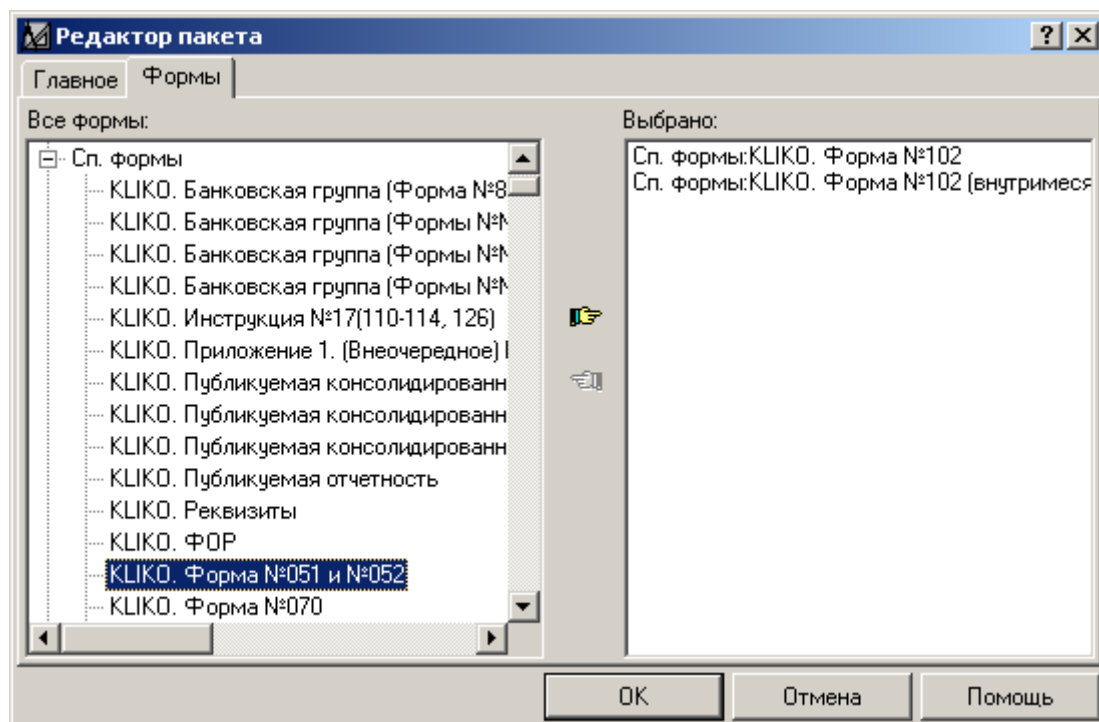 Редактор пакета
Главное
Формы
Все формы:
Выбрано:
Сп. формы
KLIKO. Банковская группа (Форма №8
KLIKO. Банковская группа (Формы №№
KLIKO. Банковская группа (Формы №№
KLIKO. Банковская группа (Формы №№
KLIKO. Инструкция №17(110-114, 126)
KLIKO. Приложение 1. (Внеочередное)
KLIKO. Публикуемая консолидированн
KLIKO. Публикуемая консолидированн
KLIKO. Публикуемая консолидированн
KLIKO. Публикуемая отчетность
KLIKO. Реквизиты
KLIKO. ФОР
KLIKO. Форма №051 и №052
KLIKO. Форма №070
Сп. формы:KLIKO. Форма №102
Сп. формы:KLIKO. Форма №102 (внутримеся
OK
Отмена
Помощь